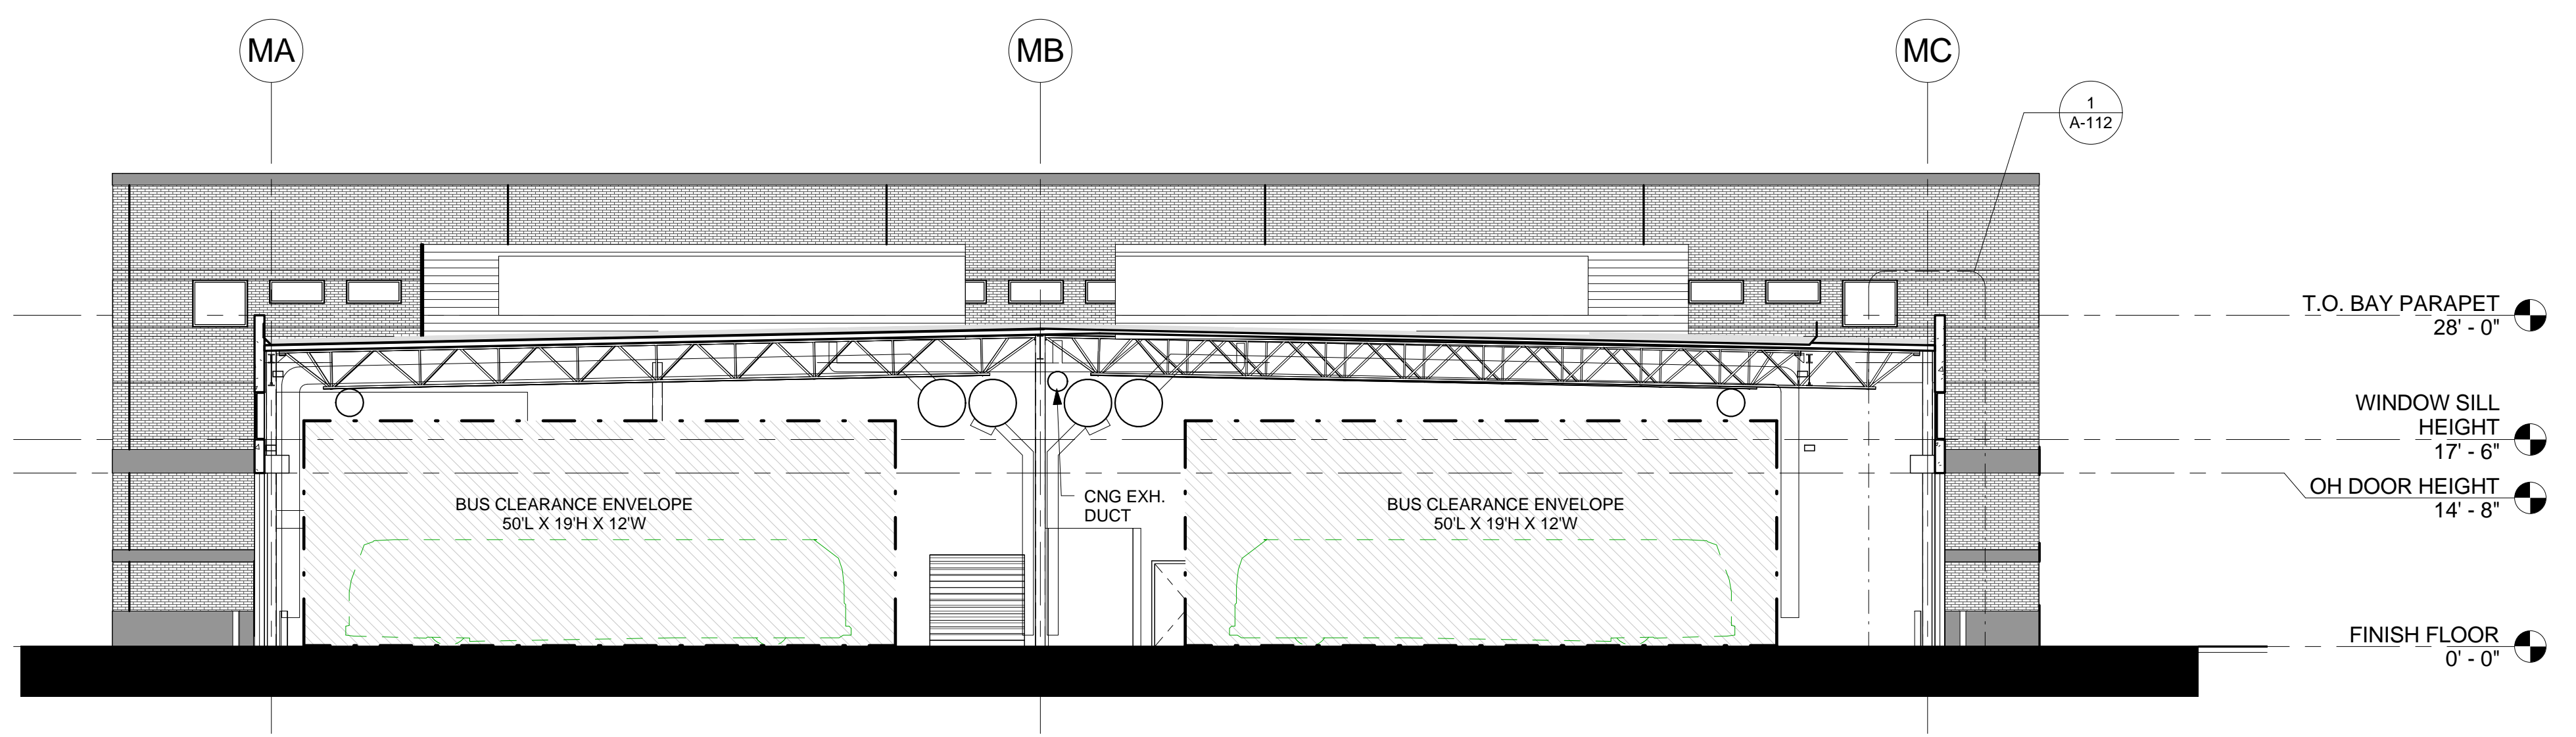 MA
MB
MC
1
A-112
T.O. BAY PARAPET
28' - 0"
WINDOW SILL
HEIGHT
17' - 6"
OH DOOR HEIGHT
14' - 8"
BUS CLEARANCE ENVELOPE
50'L X 19'H X 12'W
CNG EXH.
DUCT
BUS CLEARANCE ENVELOPE
50'L X 19'H X 12'W
FINISH FLOOR
0' - 0"